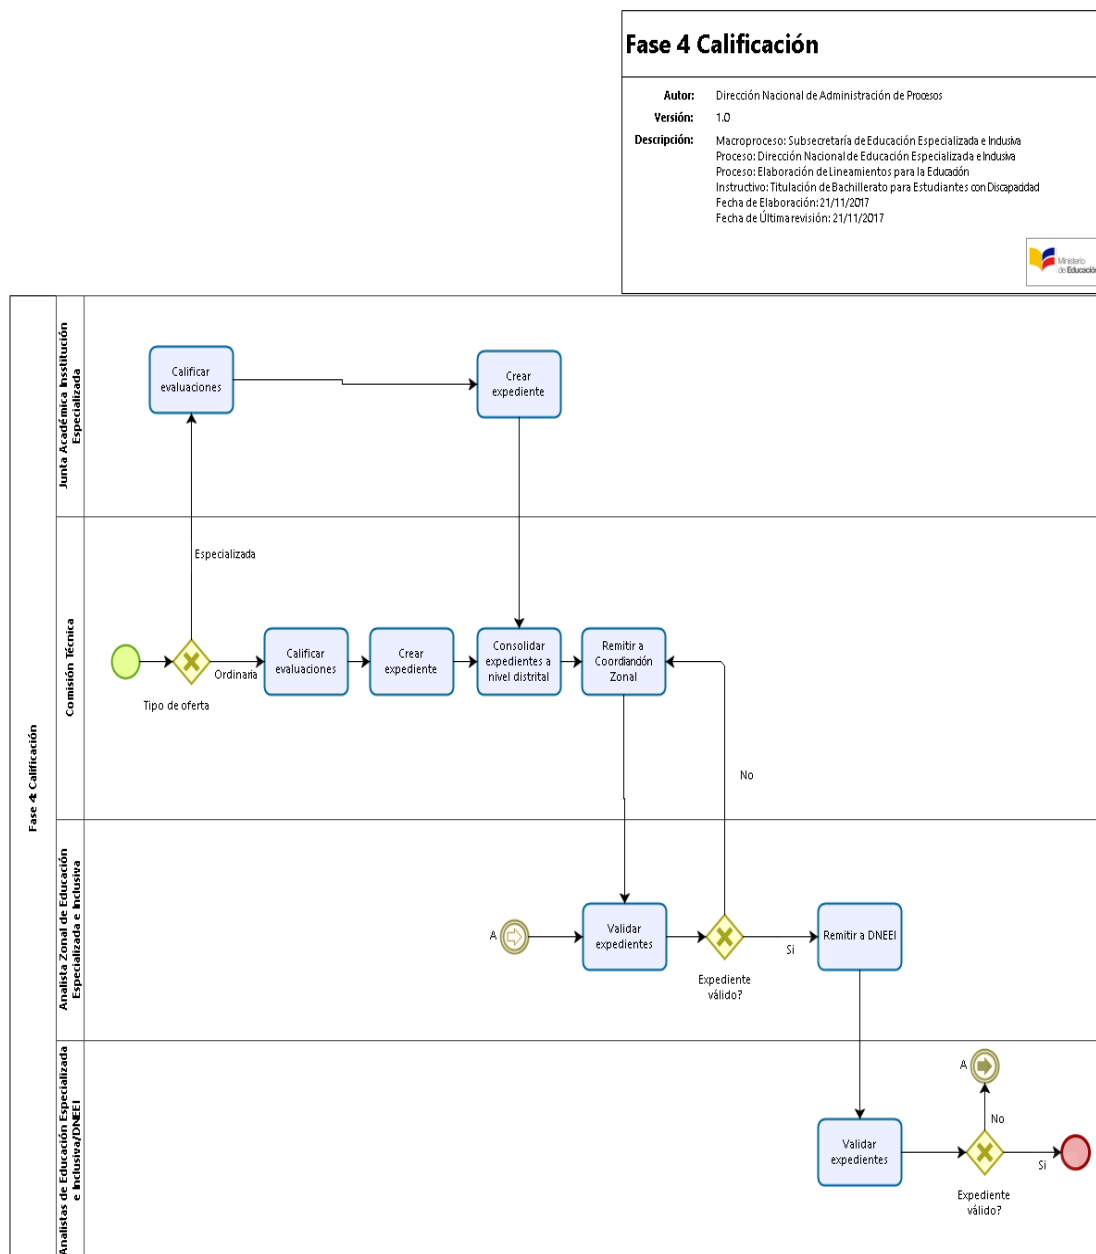 Fase 4 Calificación
Autor: Dirección Nacional de Administración de Procesos
Versión: 1.0
Descripción: Macroproceso: Subsecretaría de Educación Especializada e Inclusiva
Proceso: Dirección Nacional de Educación Especializada e Inclusiva
Proceso: Elaboración de Lineamientos para la Educación
Instructivo: Titulación de Bachillerato para Estudiantes con Discapacidad
Fecha de Elaboración: 21/11/2017
Fecha de Última revisión: 21/11/2017
Ministerio
de Educación
Fase 4: Calificación
Junta Académica Insstitución
Especializada
Calificar
evaluaciones
Crear
expediente
Comisión Técnica
Especializada
Tipo de oferta
Ordinaria
Calificar
evaluaciones
Crear
expediente
Consolidar
expedientes a
nivel distrital
Remitir a
Coordianción
Zonal
No
Analista Zonal de Educación
Especializada e Inclusiva
A
Validar
expedientes
Expediente
válido?
Si
Remitir a DNEEI
Analistas de Educación Especializada
e Inclusiva/DNEEI
Validar
expedientes
A
No
Si
Expediente
válido?